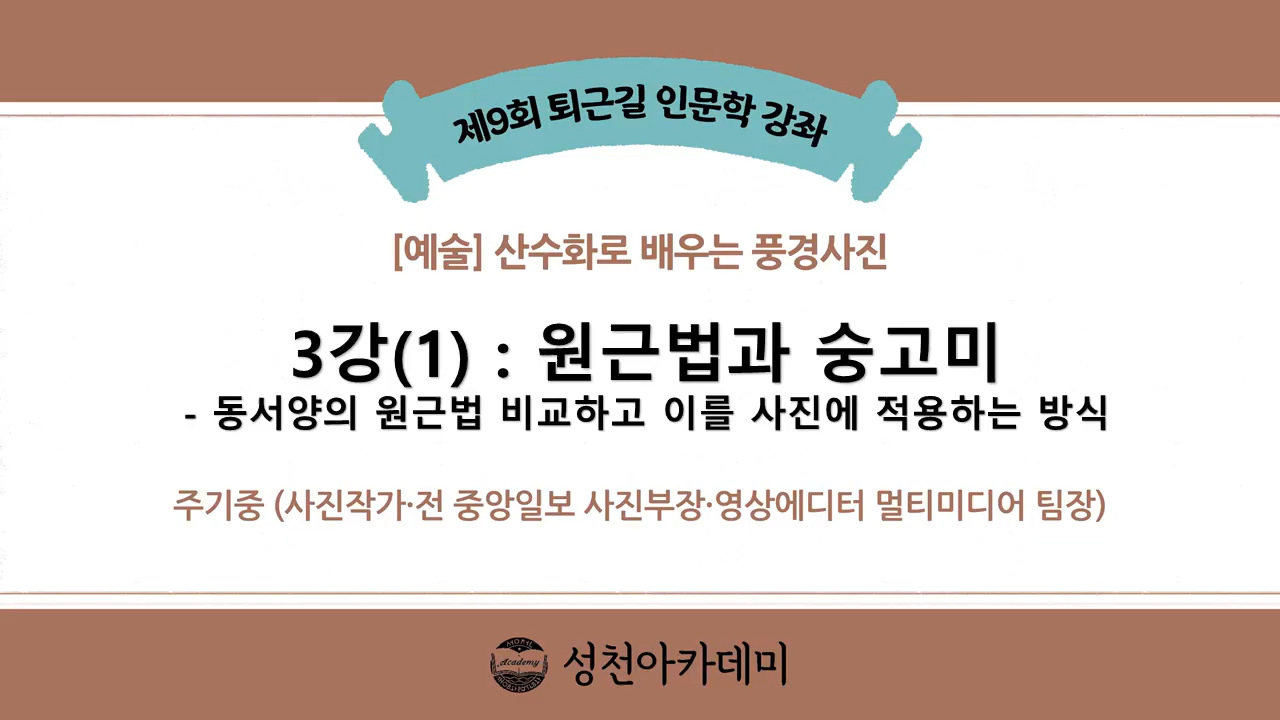 제9회 퇴근길 인문학 강좌
[예술] 산수화로 배우는 풍경사진
3강(1) : 원근법과 숭고미
- 동서양의 원근법 비교하고 이를 사진에 적용하는 방식
주기중 (사진작가·전 중앙일보 사진부장·영상에디터 멀티미디어 팀장)
Academy
성천아카데미